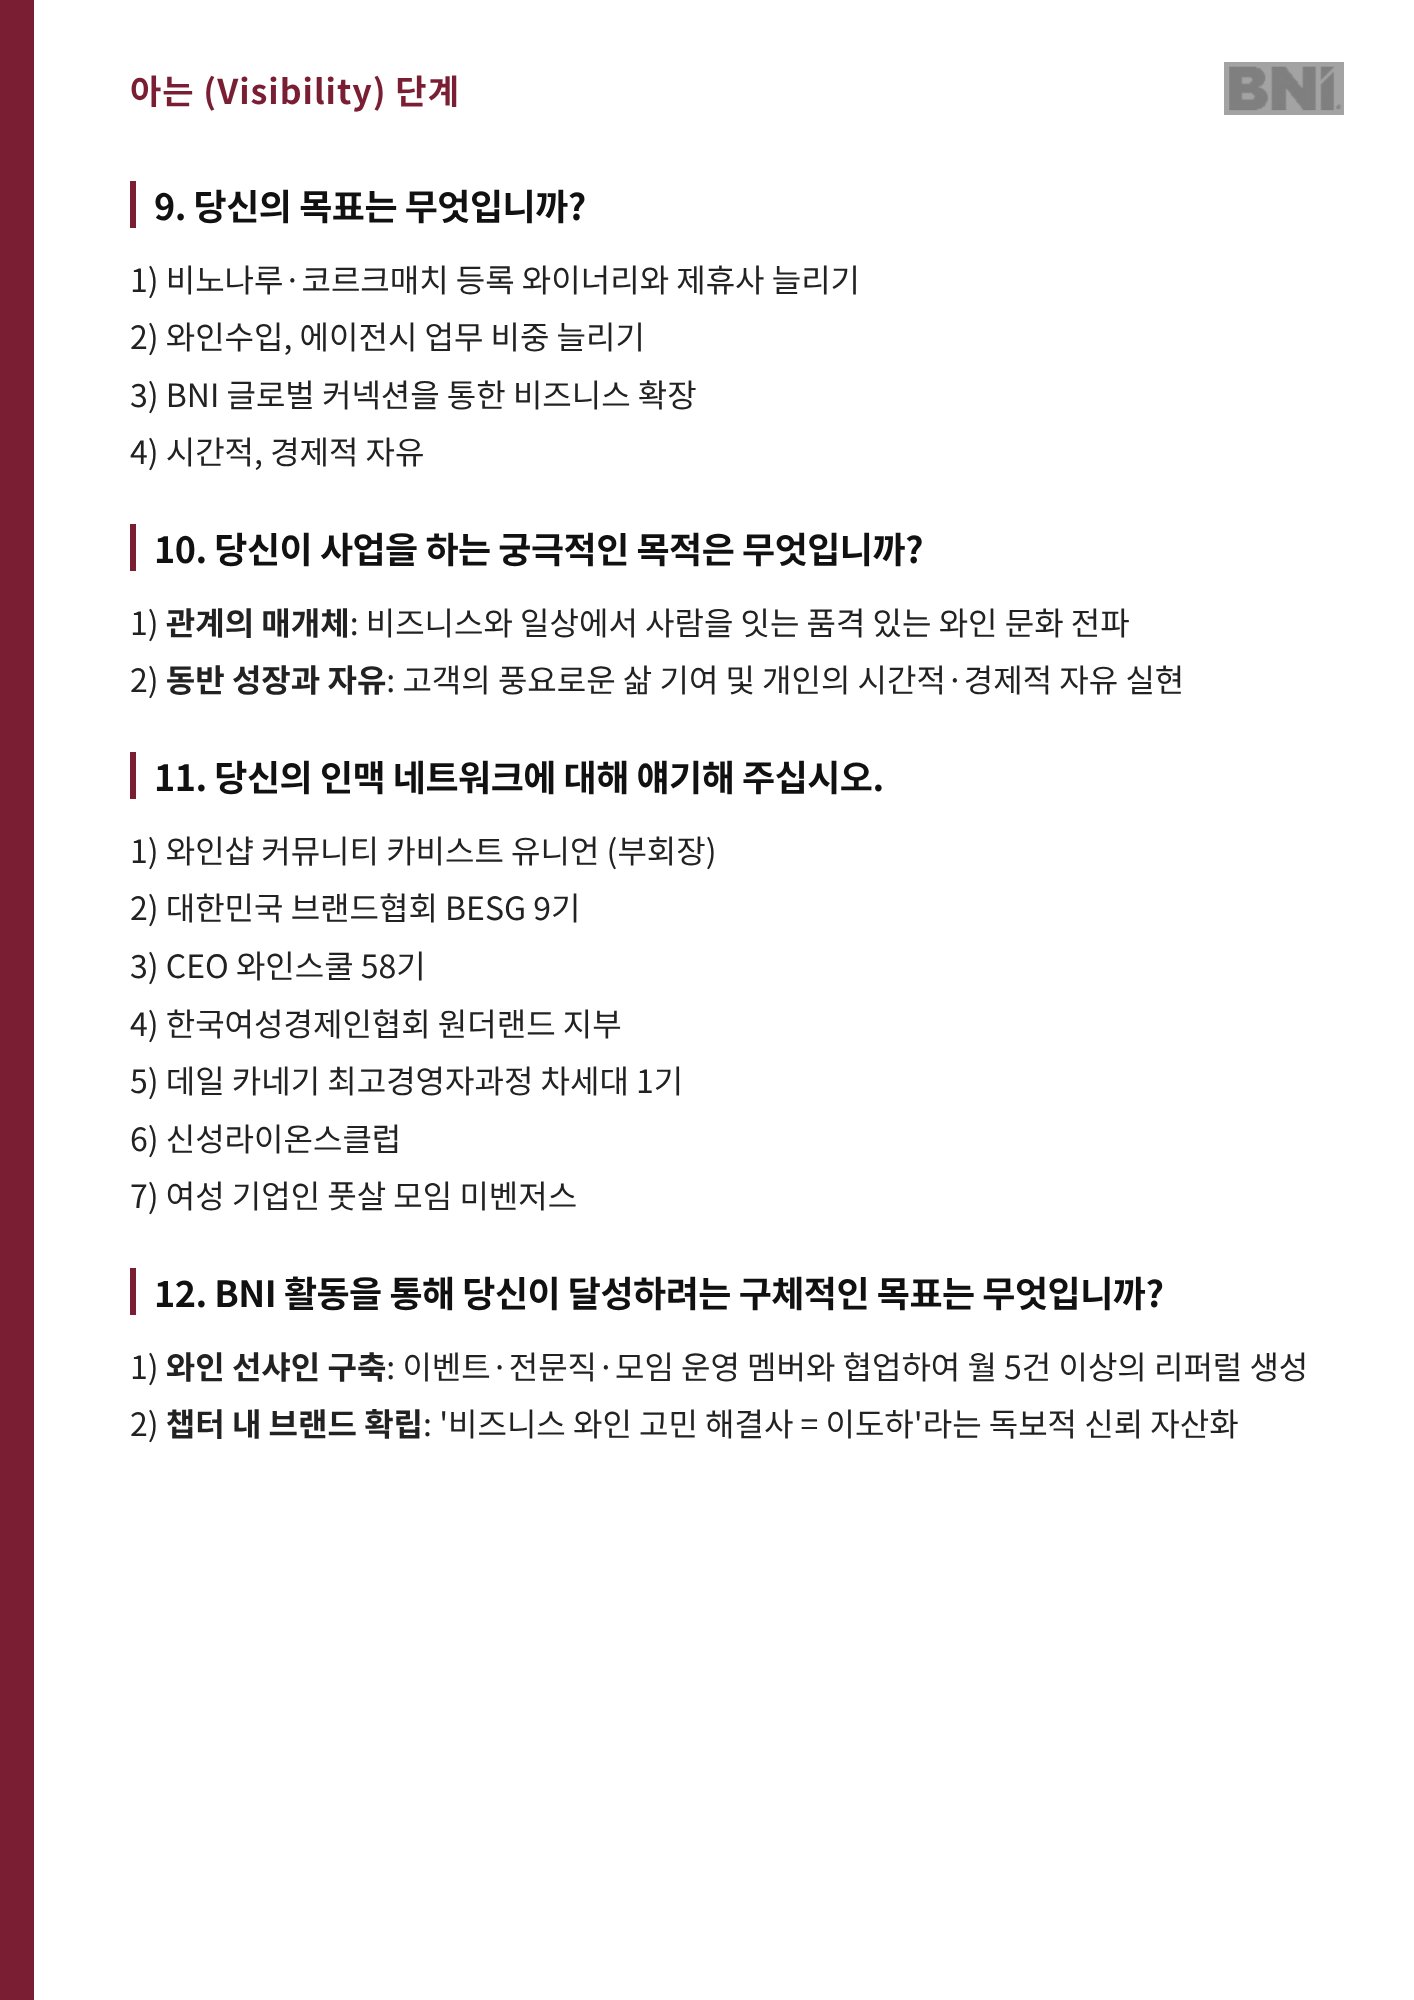 아는 (Visibility) 단계
BNI
9. 당신의 목표는 무엇입니까?
1) 비노나루·코르크매치 등록 와이너리와 제휴사 늘리기
2) 와인수입, 에이전시 업무 비중 늘리기
3) BNI 글로벌 커넥션을 통한 비즈니스 확장
4) 시간적, 경제적 자유
10. 당신이 사업을 하는 궁극적인 목적은 무엇입니까?
1) 관계의 매개체: 비즈니스와 일상에서 사람을 잇는 품격 있는 와인 문화 전파
2) 동반 성장과 자유: 고객의 풍요로운 삶 기여 및 개인의 시간적·경제적 자유 실현
11. 당신의 인맥 네트워크에 대해 얘기해 주십시오.
1) 와인샵 커뮤니티 카비스트 유니언 (부회장)
2) 대한민국 브랜드협회 BESG 9기
3) CEO 와인스쿨 58기
4) 한국여성경제인협회 원더랜드 지부
5) 데일 카네기 최고경영자과정 차세대 1기
6) 신성라이온스클럽
7) 여성 기업인 풋살 모임 미벤저스
12. BNI 활동을 통해 당신이 달성하려는 구체적인 목표는 무엇입니까?
1) 와인 선샤인 구축: 이벤트·전문직·모임 운영 멤버와 협업하여 월 5건 이상의 리퍼럴 생성
2) 챕터 내 브랜드 확립: '비즈니스 와인 고민 해결사 = 이도하'라는 독보적 신뢰 자산화